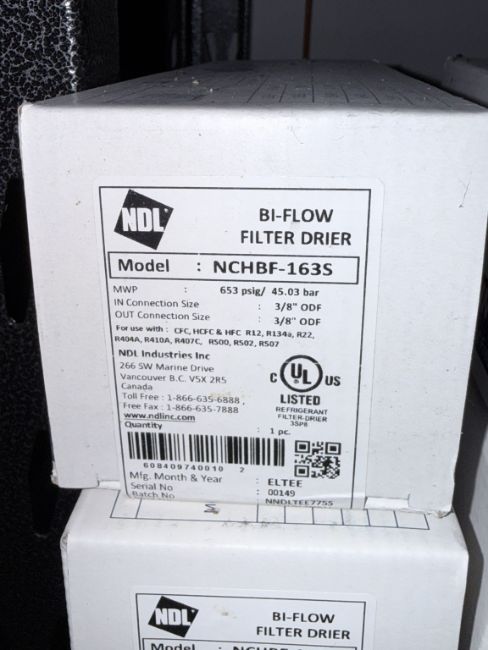 NDL
BI-FLOW
FILTER DRIER
Model : NCHBF-163S
MWP : 653 psig/ 45.03 bar
IN Connection Size : 3/8" ODF
OUT Connection Size : 3/8" ODF
For use with : CFC, HCFC & HFC R12, R134a, R22,
R404A, R410A, R407C, R500, R502, R507
NDL Industries Inc
266 SW Marine Drive
Vancouver B.C. V5X 2R5
Canada
Toll Free : 1-866-635-6888,
Free Fax : 1-866-635-7888
www.ndlinc.com
C UL US
LISTED
REFRIGERANT
FILTER-DRIER
3SP8
Quantity : 1 pc.
608409740010 2
Mfg. Month & Year : ELTEE
Serial No : 00149
Batch No NNDLTEE7755
NDL
BI-FLOW
FILTER DRIER
Model